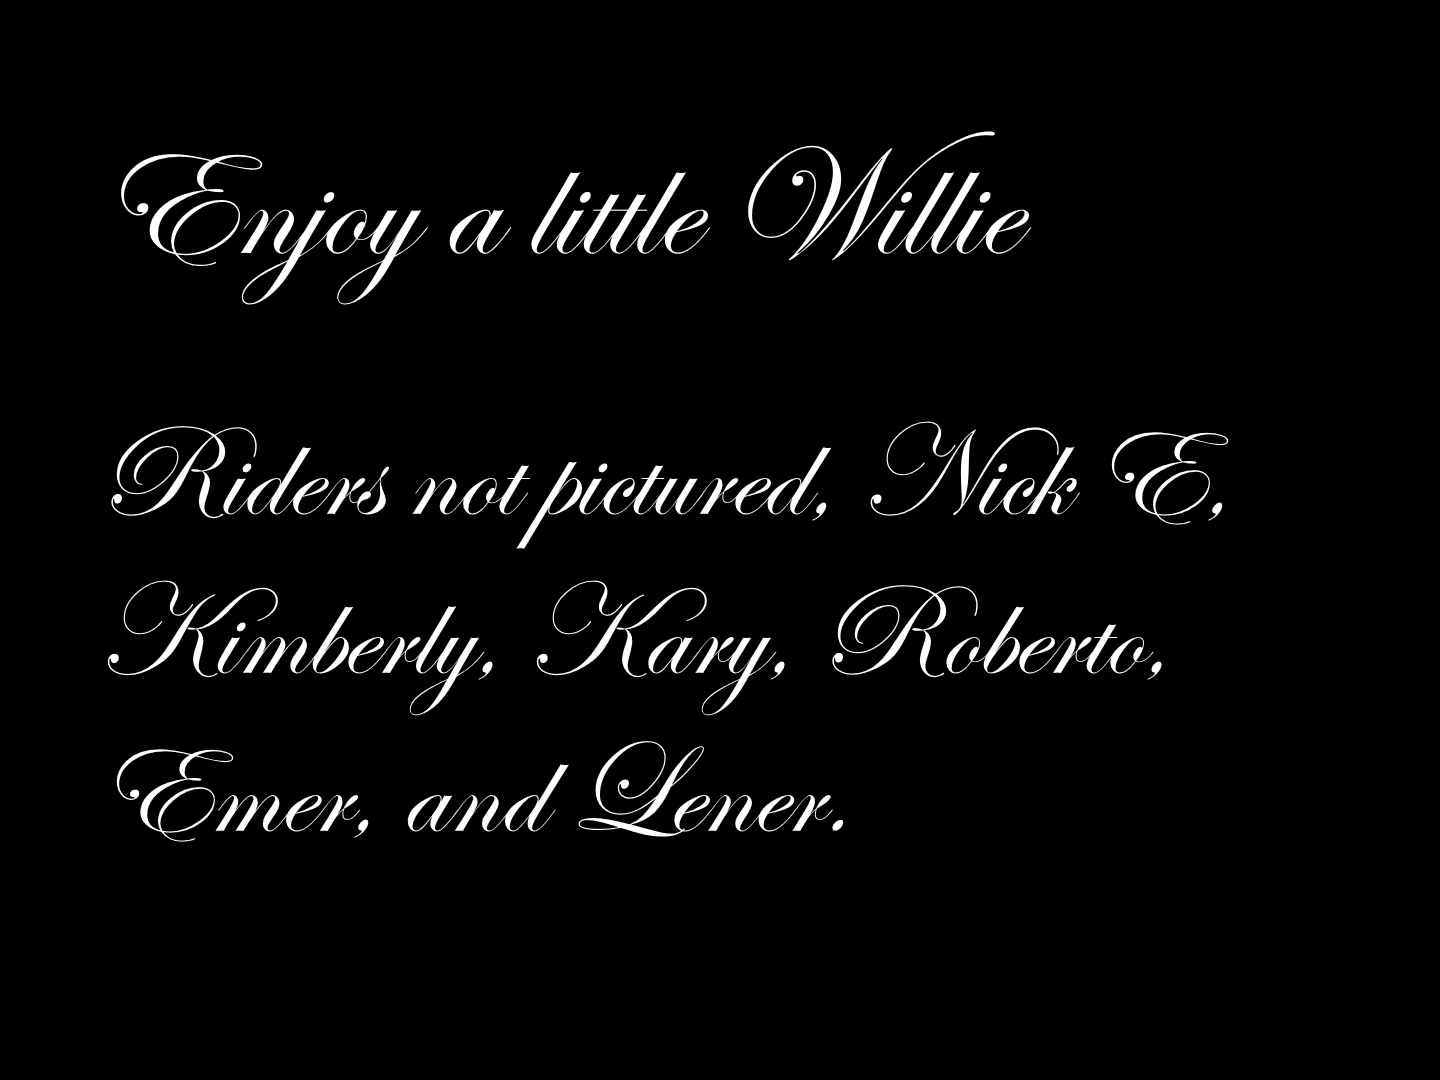 Enjoy a little Willie
Riders not pictured, Nick E,
Kimberly, Kary, Roberto,
Emer, and Lener.